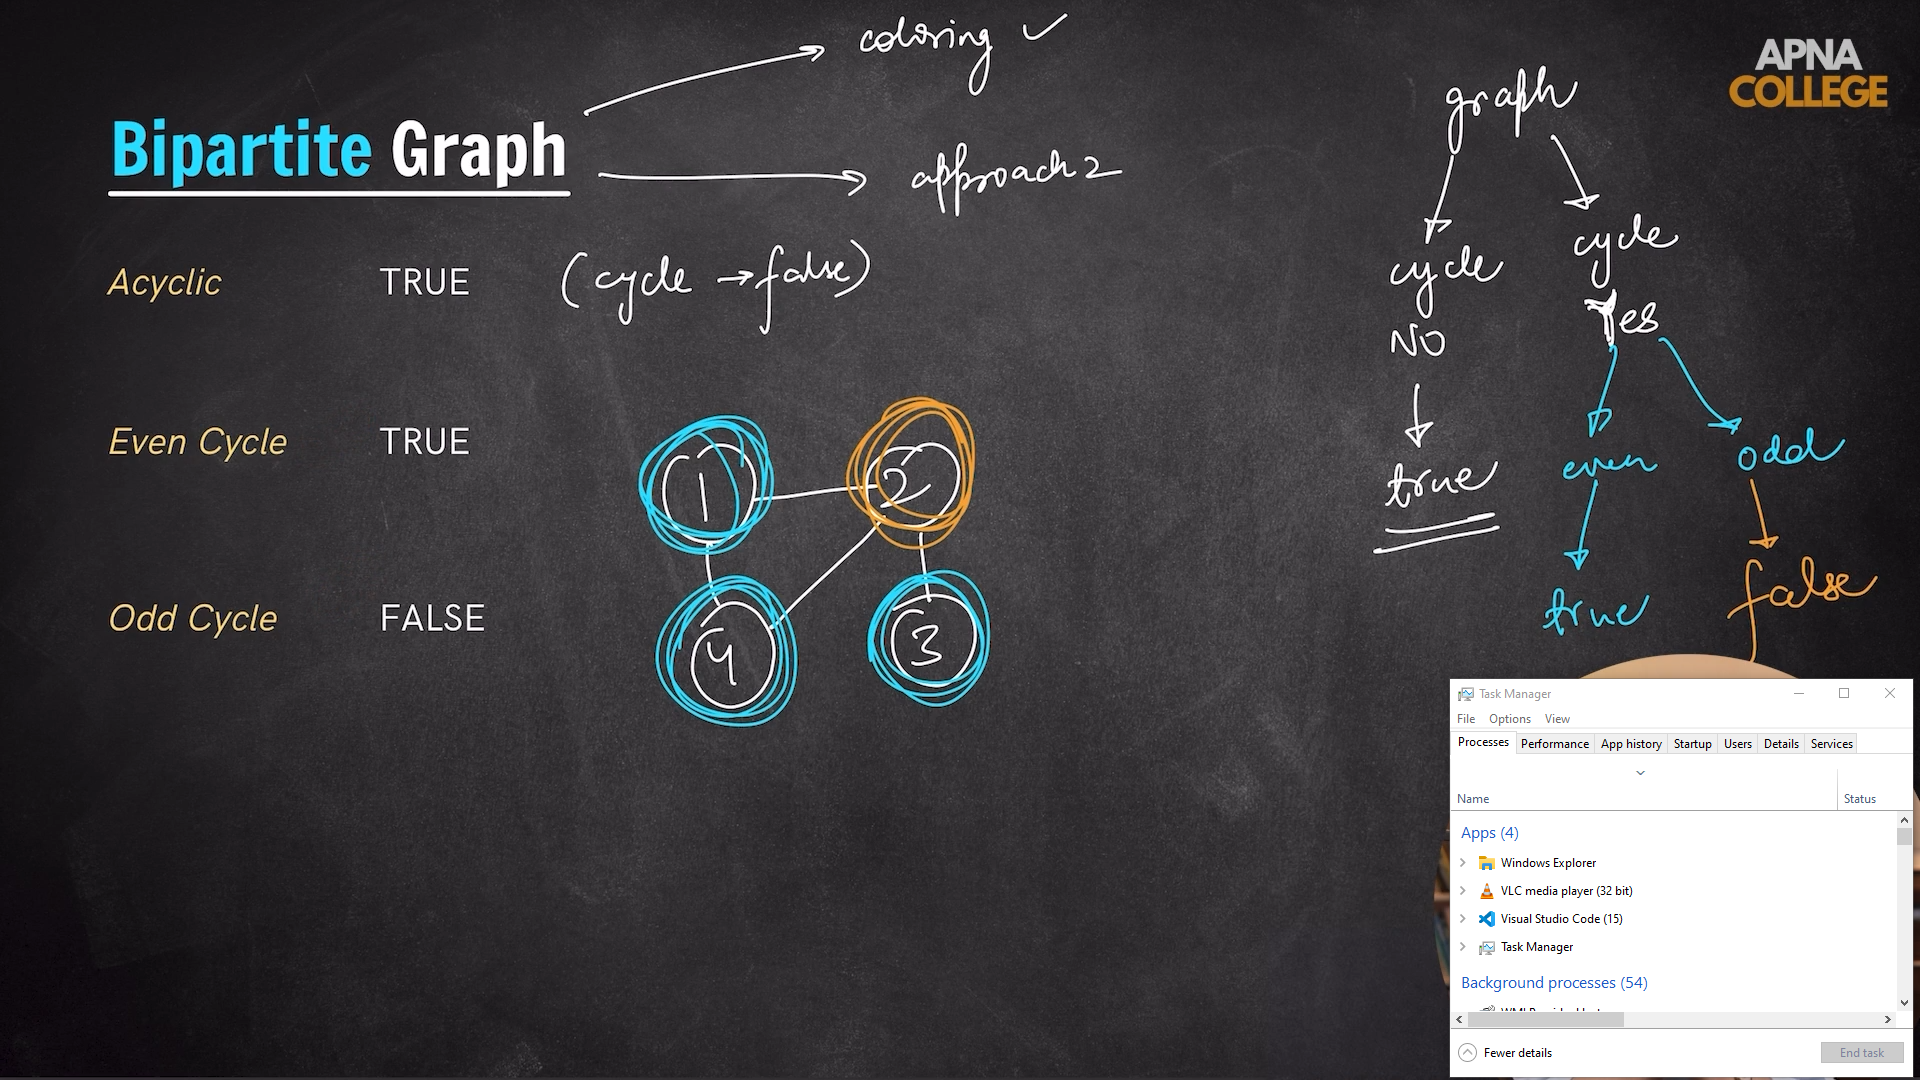 coloring ✓
APNA
COLLEGE
Bipartite Graph
approach 2
graph
Acyclic TRUE (cycle → false)
cycle
NO
true
cycle
Yes
even
true
odd
false
Even Cycle TRUE
Odd Cycle FALSE
1
2
4
3
Task Manager
File Options View
Processes Performance App history Startup Users Details Services
Name Status
Apps (4)
Windows Explorer
VLC media player (32 bit)
Visual Studio Code (15)
Task Manager
Background processes (54)
Fewer details End task